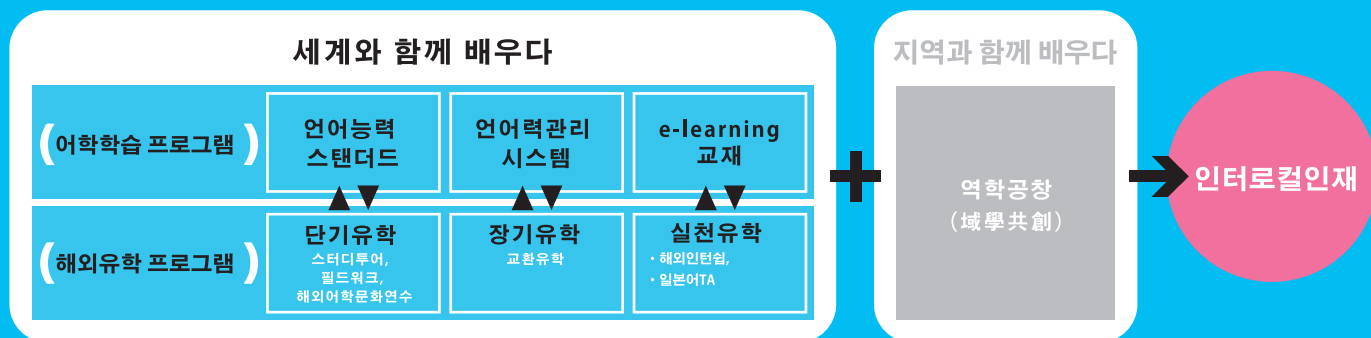 세계와 함께 배우다
(어학학습 프로그램)
언어능력
스탠더드
언어력관리
시스템
e-learning
교재
(해외유학 프로그램)
단기유학
스터디투어,
필드워크,
해외어학문화연수
장기유학
교환유학
실천유학
· 해외인턴쉽,
· 일본어TA
지역과 함께 배우다
역학공창
(域學共創)
인터로컬인재